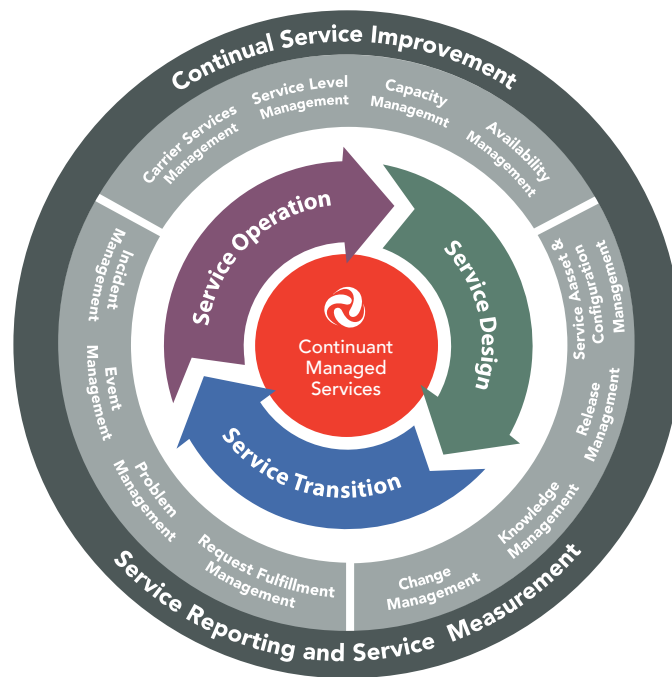 Continual Service Improvement
Carrier Services
Management
Service Level
Management
Capacity
Managemnt
Availability
Management
Service Aasset &
Configuration
Management
Release
Management
Knowledge
Management
Change
Management
Request Fulfillment
Management
Problem
Management
Event
Management
Incident
Management
Service Operation
Service Design
Service Transition
Continuant
Managed
Services
Service Reporting and Service Measurement